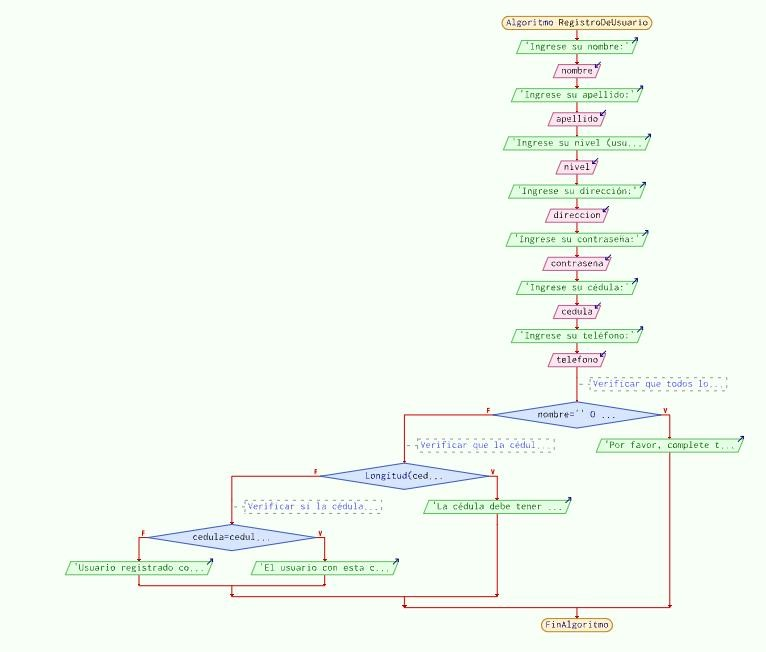 Algoritmo RegistroDeUsuario
'Ingrese su nombre:'
nombre
'Ingrese su apellido:'
apellido
'Ingrese su nivel (usu...
nivel
'Ingrese su dirección:'
direccion
'Ingrese su contraseña:'
contrasena
'Ingrese su cédula:'
cedula
'Ingrese su teléfono:'
telefono
Verificar que todos lo...
F
nombre='' O ...
V
Verificar que la cédul...
'Por favor, complete t...
F
Longitud(ced...
V
Verificar si la cédula...
'La cédula debe tener ...
F
cedula=cedul...
V
'Usuario registrado co...
'El usuario con esta c...
FinAlgoritmo